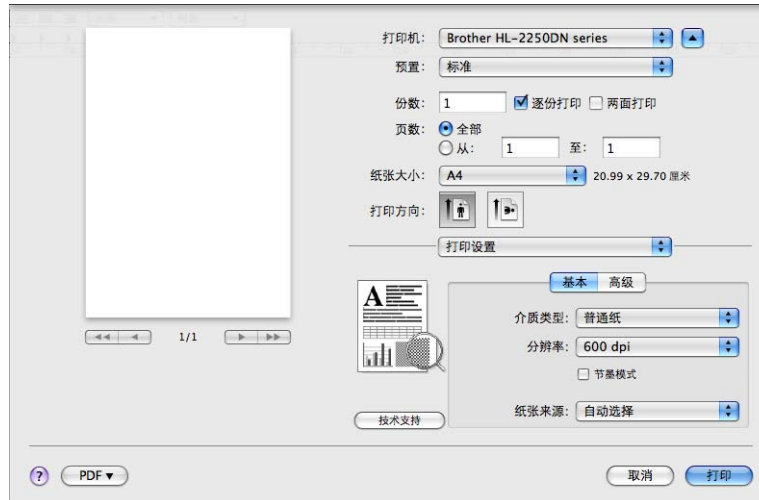 打印机: Brother HL-2250DN series
预置: 标准
份数: 1 逐份打印 两面打印
页数: 全部
从: 1 至: 1
纸张大小: A4 20.99 x 29.70 厘米
打印方向:
打印设置
基本 高级
A
介质类型: 普通纸
1/1
分辨率: 600 dpi
节墨模式
纸张来源: 自动选择
技术支持
? PDF 取消 打印